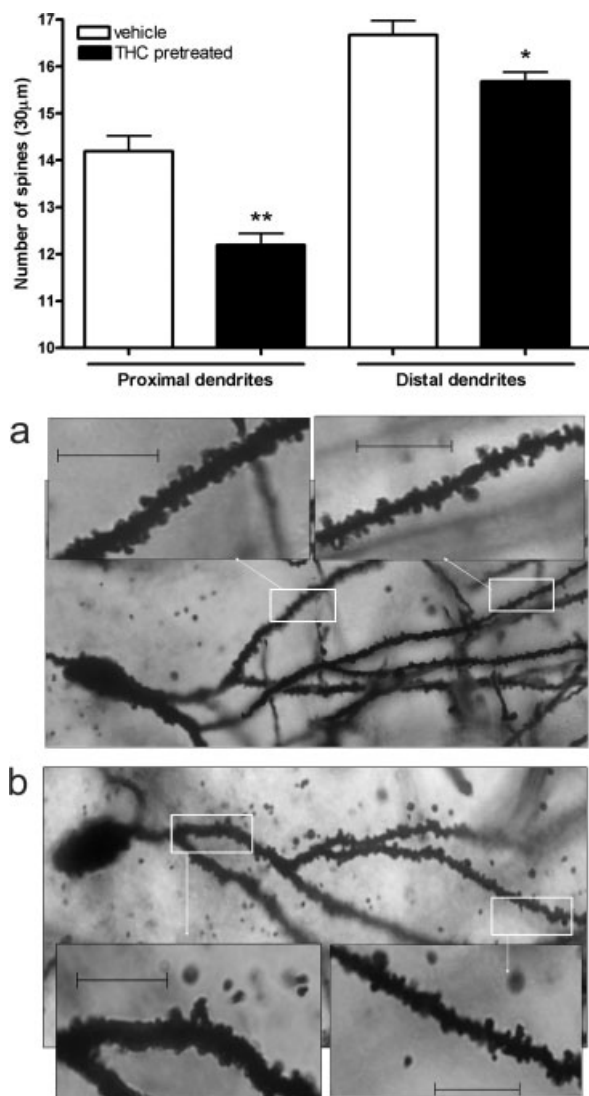 17
16
15
14
13
12
11
10
Number of spines (30µm)
vehicle
THC pretreated
**
*
Proximal dendrites
Distal dendrites
a
b